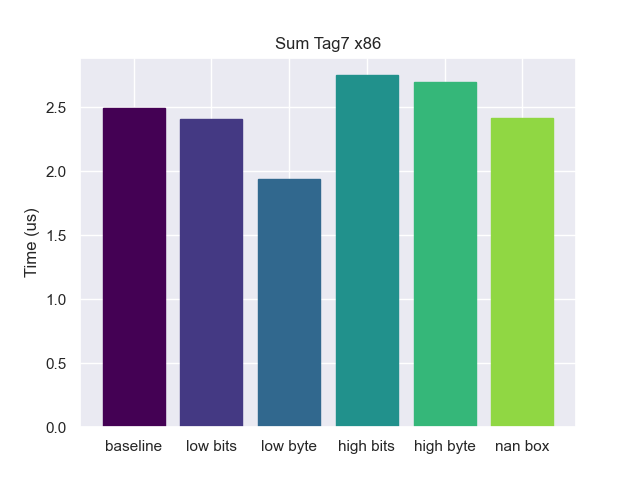 Sum Tag7 x86
Time (us)
2.5
2.0
1.5
1.0
0.5
0.0
baseline low bits low byte high bits high byte nan box